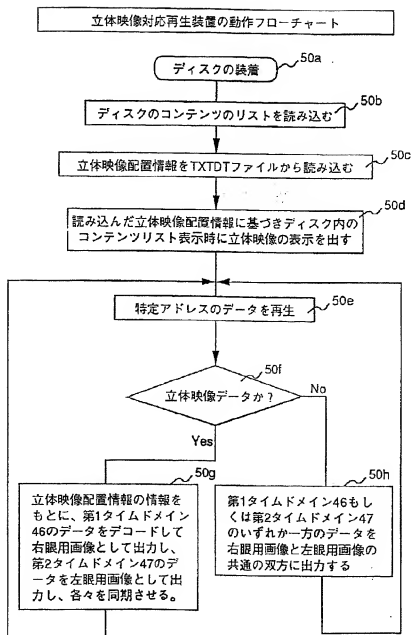 立体映像対応再生装置の動作フローチャート
50a
ディスクの装着
50b
ディスクのコンテンツのリストを読み込む
50c
立体映像配置情報をTXTDTファイルから読み込む
50d
読み込んだ立体映像配置情報に基づきディスク内の
コンテンツリスト表示時に立体映像の表示を出す
50e
特定アドレスのデータを再生
50f
立体映像データか?
No
Yes
50g
立体映像配置情報の情報を
もとに、第1タイムドメイン
46のデータをデコードして
右眼用画像として出力し、
第2タイムドメイン47のデー
タを左眼用画像として出
力し、各々を同期させる。
50h
第1タイムドメイン46もし
くは第2タイムドメイン47
のいずれか一方のデータを
右眼用画像と左眼用画像の
共通の双方に出力する